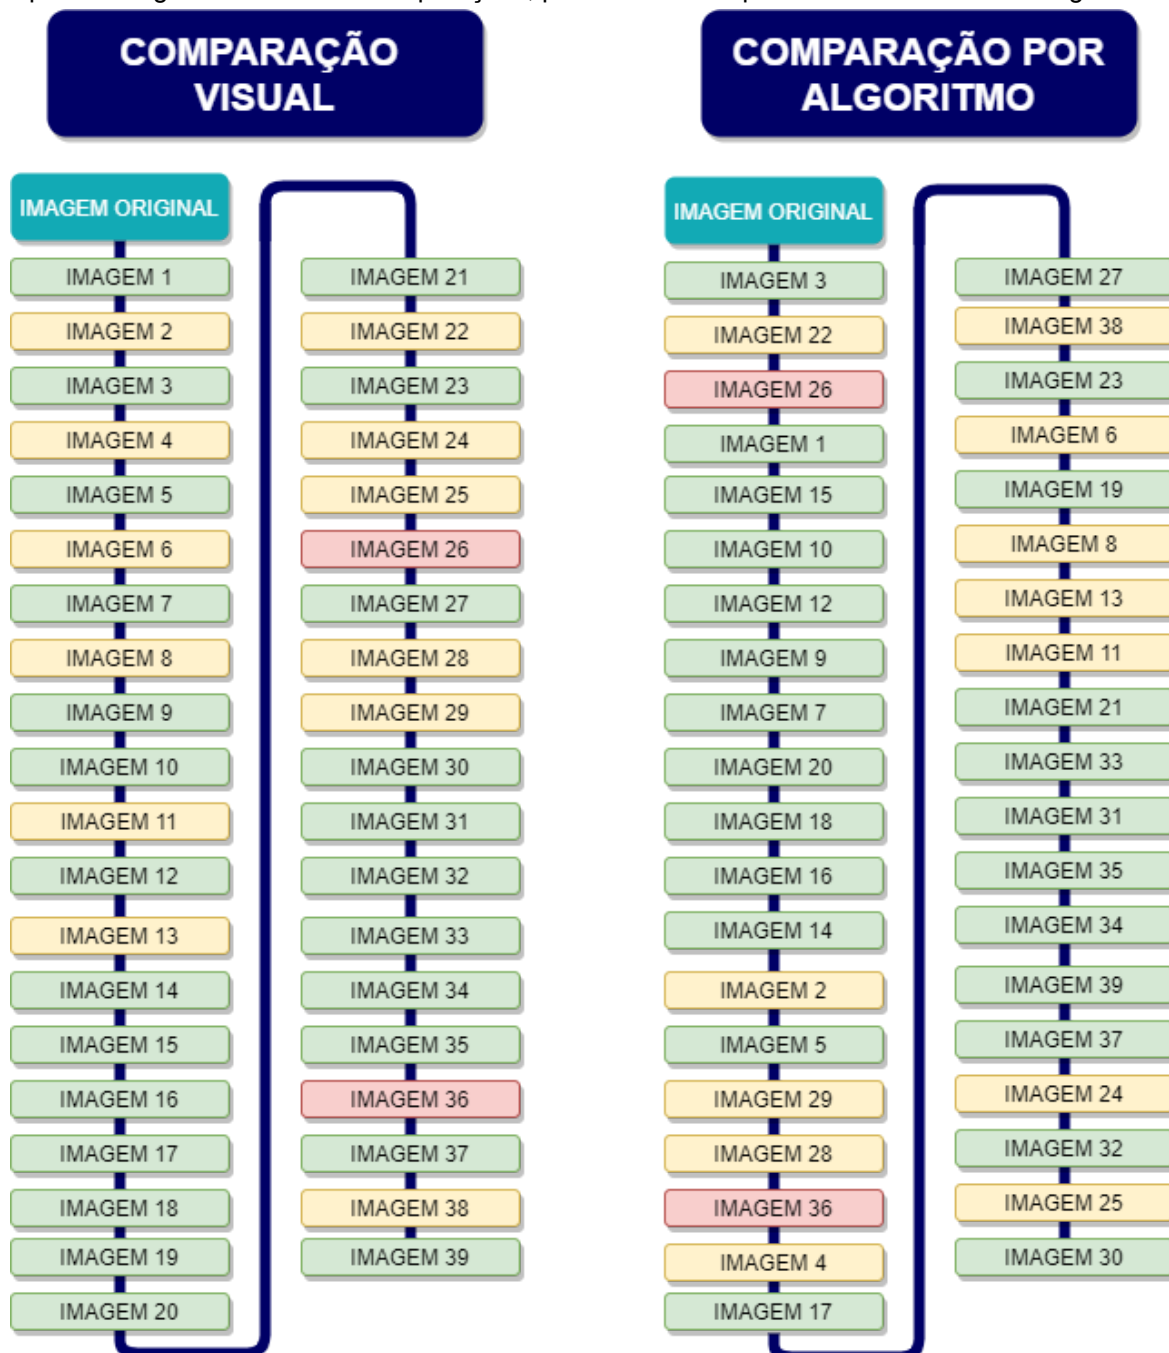 COMPARAÇÃO
VISUAL
IMAGEM ORIGINAL
IMAGEM 1
IMAGEM 2
IMAGEM 3
IMAGEM 4
IMAGEM 5
IMAGEM 6
IMAGEM 7
IMAGEM 8
IMAGEM 9
IMAGEM 10
IMAGEM 11
IMAGEM 12
IMAGEM 13
IMAGEM 14
IMAGEM 15
IMAGEM 16
IMAGEM 17
IMAGEM 18
IMAGEM 19
IMAGEM 20
IMAGEM 21
IMAGEM 22
IMAGEM 23
IMAGEM 24
IMAGEM 25
IMAGEM 26
IMAGEM 27
IMAGEM 28
IMAGEM 29
IMAGEM 30
IMAGEM 31
IMAGEM 32
IMAGEM 33
IMAGEM 34
IMAGEM 35
IMAGEM 36
IMAGEM 37
IMAGEM 38
IMAGEM 39
COMPARAÇÃO POR
ALGORITMO
IMAGEM ORIGINAL
IMAGEM 3
IMAGEM 22
IMAGEM 26
IMAGEM 1
IMAGEM 15
IMAGEM 10
IMAGEM 12
IMAGEM 9
IMAGEM 7
IMAGEM 20
IMAGEM 18
IMAGEM 16
IMAGEM 14
IMAGEM 2
IMAGEM 5
IMAGEM 29
IMAGEM 28
IMAGEM 36
IMAGEM 4
IMAGEM 17
IMAGEM 27
IMAGEM 38
IMAGEM 23
IMAGEM 6
IMAGEM 19
IMAGEM 8
IMAGEM 13
IMAGEM 11
IMAGEM 21
IMAGEM 33
IMAGEM 31
IMAGEM 35
IMAGEM 34
IMAGEM 39
IMAGEM 37
IMAGEM 24
IMAGEM 32
IMAGEM 25
IMAGEM 30